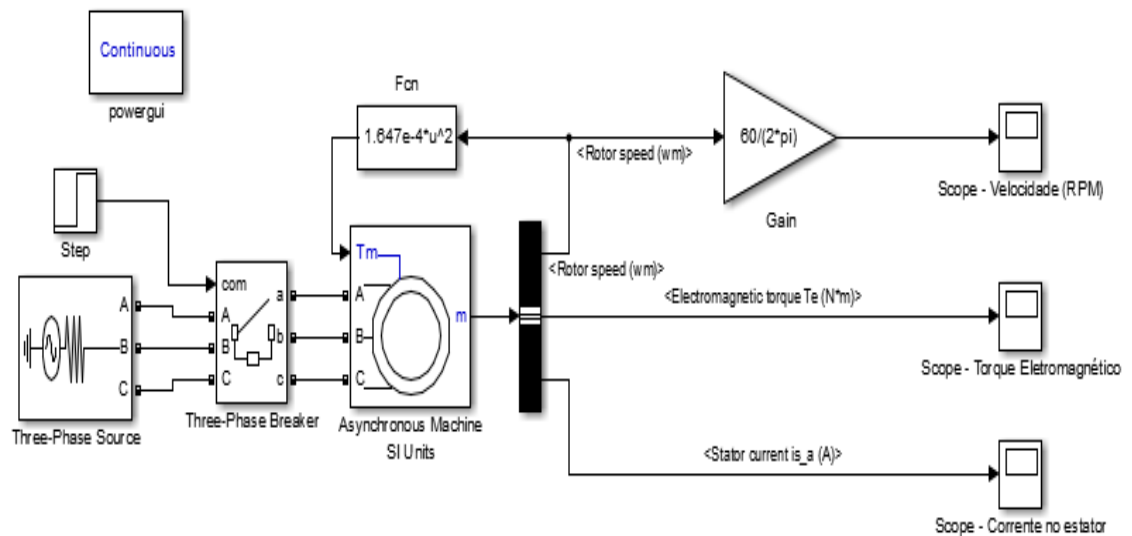 Continuous
powergui
Fcn
1.647e-4*u^2
<Rotor speed (wm)>
60/(2*pi)
Gain
Scope - Velocidade (RPM)
Step
Tm
<Rotor speed (wm)>
<Electromagnetic torque Te (N*m)>
Scope - Torque Eletromagnético
com
A
B
C
A
B
C
a
b
c
A
B
C
m
Three-Phase Source
Three-Phase Breaker
Asynchronous Machine
SI Units
<Stator current is_a (A)>
Scope - Corrente no estator